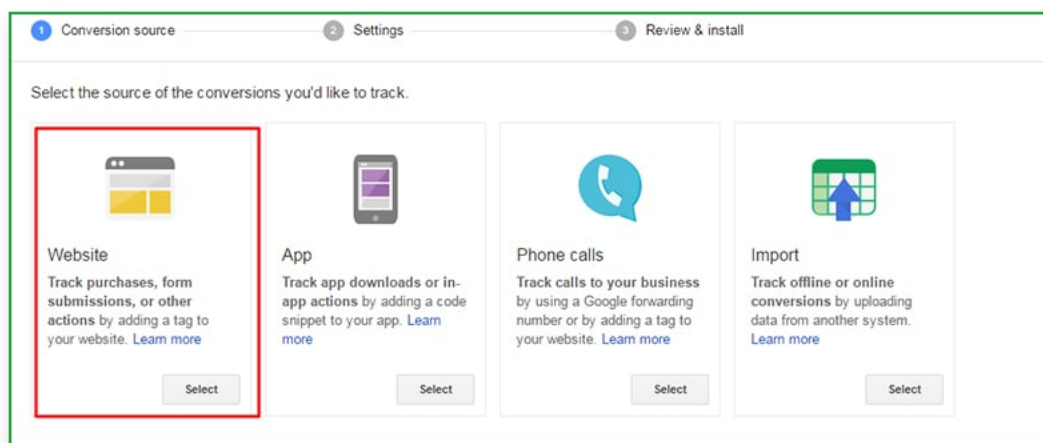 1 Conversion source 2 Settings 3 Review & install
Select the source of the conversions you'd like to track.
Website
Track purchases, form
submissions, or other
actions by adding a tag to
your website. Learn more
Select
App
Track app downloads or in-
app actions by adding a code
snippet to your app. Learn
more
Select
Phone calls
Track calls to your business
by using a Google forwarding
number or by adding a tag to
your website. Learn more
Select
Import
Track offline or online
conversions by uploading
data from another system.
Learn more
Select